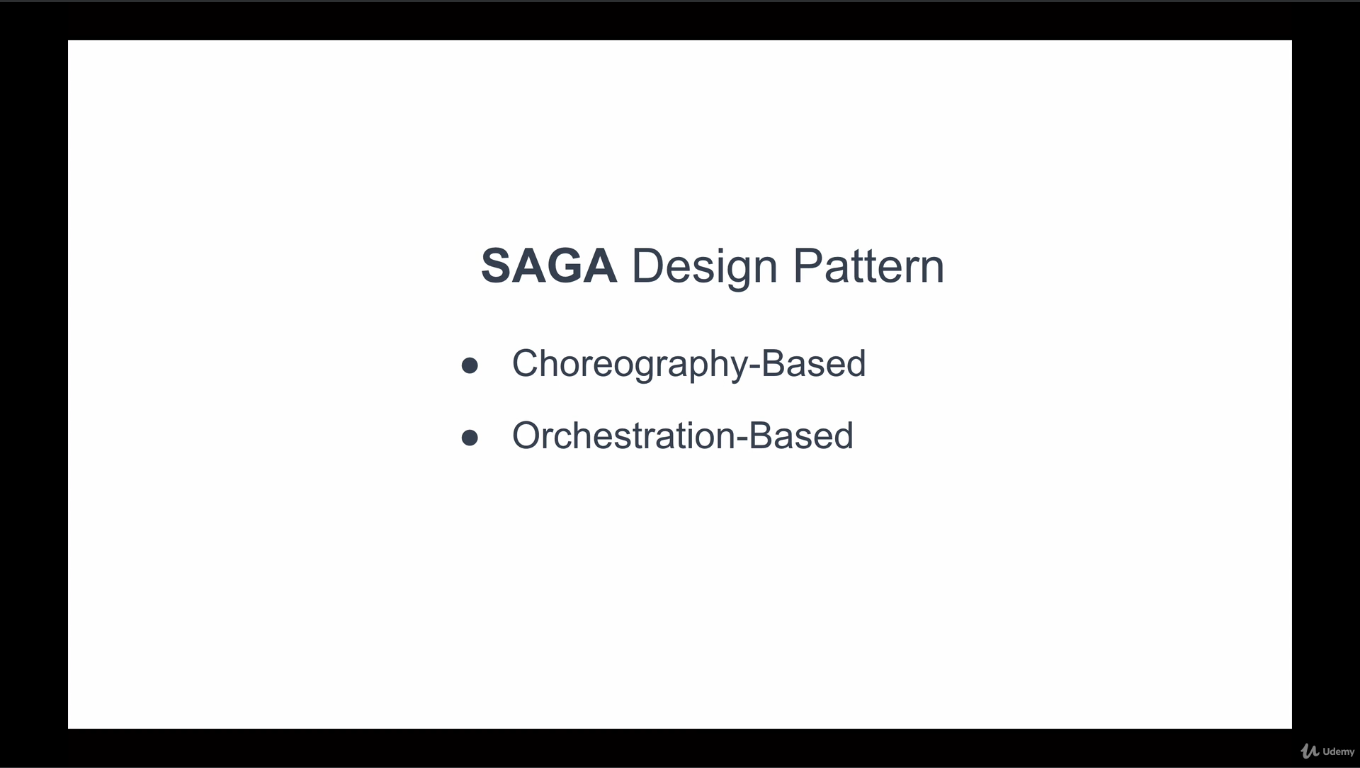 SAGA Design Pattern
● Choreography-Based
● Orchestration-Based
Udemy